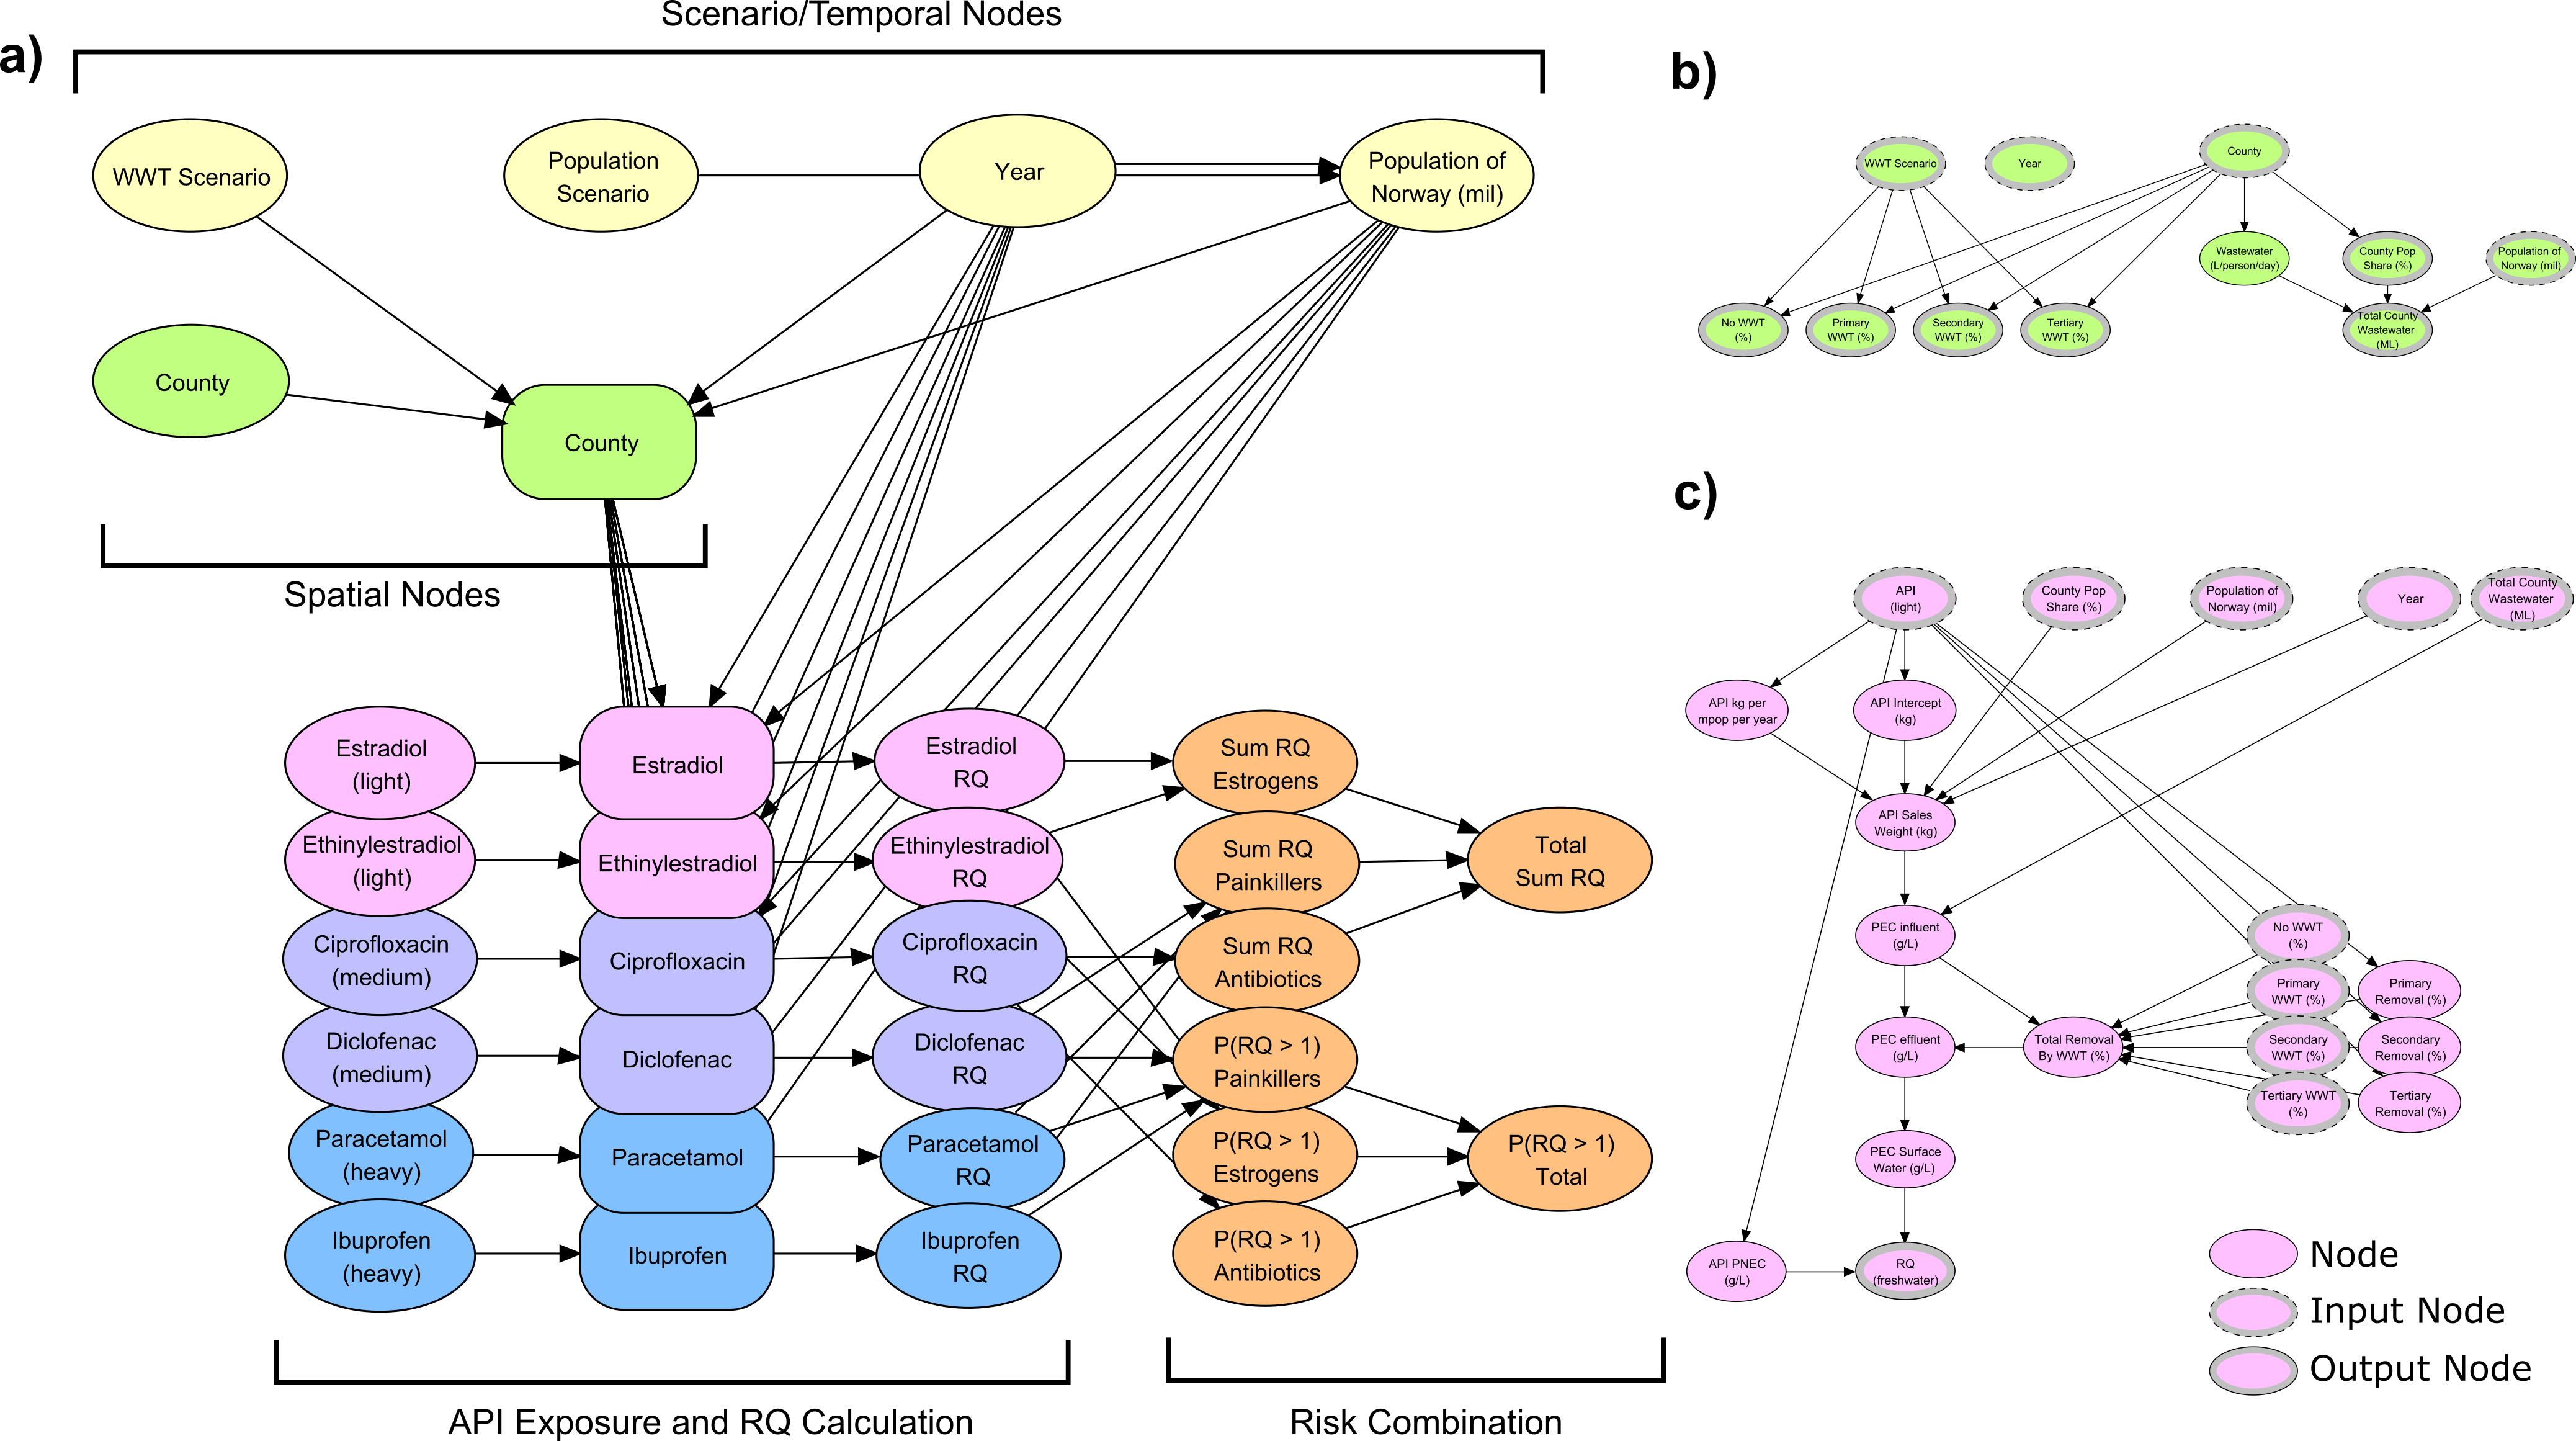 Scenario/Temporal Nodes
a)
WWT Scenario
Population
Scenario
Year
Population of
Norway (mil)
County
County
Spatial Nodes
Estradiol
(light)
Estradiol
Estradiol
RQ
Sum RQ
Estrogens
Ethinylestradiol
(light)
Ethinylestradiol
Ethinylestradiol
RQ
Sum RQ
Painkillers
Total
Sum RQ
Ciprofloxacin
(medium)
Ciprofloxacin
Ciprofloxacin
RQ
Sum RQ
Antibiotics
Diclofenac
(medium)
Diclofenac
Diclofenac
RQ
P(RQ > 1)
Painkillers
Paracetamol
(heavy)
Paracetamol
Paracetamol
RQ
P(RQ > 1)
Estrogens
P(RQ > 1)
Total
Ibuprofen
(heavy)
Ibuprofen
Ibuprofen
RQ
P(RQ > 1)
Antibiotics
API Exposure and RQ Calculation
Risk Combination
b)
WWT Scenario
Year
County
Wastewater
(L/person/day)
County Pop
Share (%)
Population of
Norway (mil)
No WWT
(%)
Primary
WWT (%)
Secondary
WWT (%)
Tertiary
WWT (%)
Total County
Wastewater
(ML)
c)
API
(light)
County Pop
Share (%)
Population of
Norway (mil)
Year
Total County
Wastewater
(ML)
API kg per
mpop per year
API Intercept
(kg)
API Sales
Weight (kg)
PEC influent
(g/L)
No WWT
(%)
Primary
WWT (%)
Primary
Removal (%)
PEC effluent
(g/L)
Total Removal
By WWT (%)
Secondary
WWT (%)
Secondary
Removal (%)
Tertiary WWT
(%)
Tertiary
Removal (%)
PEC Surface
Water (g/L)
API PNEC
(g/L)
RQ
(freshwater)
Node
Input Node
Output Node